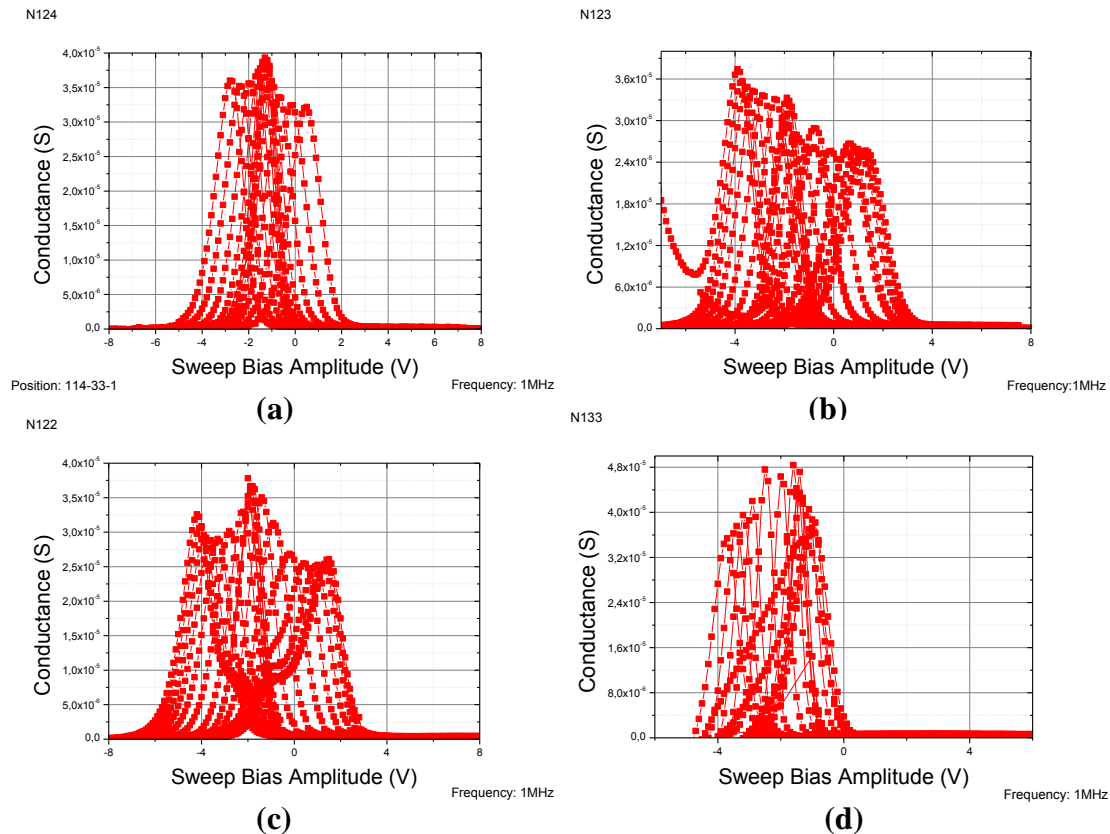 N124
4,0x10⁻⁵
3,5x10⁻⁵
3,0x10⁻⁵
2,5x10⁻⁵
2,0x10⁻⁵
1,5x10⁻⁵
1,0x10⁻⁵
5,0x10⁻⁶
0,0
Conductance (S)
-8 -6 -4 -2 0 2 4 6 8
Sweep Bias Amplitude (V)
Position: 114-33-1
Frequency: 1MHz
(a)
N123
3,6x10⁻⁵
3,0x10⁻⁵
2,4x10⁻⁵
1,8x10⁻⁵
1,2x10⁻⁵
6,0x10⁻⁶
0,0
Conductance (S)
-4 0 4 8
Sweep Bias Amplitude (V)
Frequency:1MHz
(b)
N122
4,0x10⁻⁵
3,5x10⁻⁵
3,0x10⁻⁵
2,5x10⁻⁵
2,0x10⁻⁵
1,5x10⁻⁵
1,0x10⁻⁵
5,0x10⁻⁶
0,0
Conductance (S)
-8 -4 0 4 8
Sweep Bias Amplitude (V)
Frequency: 1MHz
(c)
N133
4,8x10⁻⁵
4,0x10⁻⁵
3,2x10⁻⁵
2,4x10⁻⁵
1,6x10⁻⁵
8,0x10⁻⁶
0,0
Conductance (S)
-4 0 4
Sweep Bias Amplitude (V)
Frequency: 1MHz
(d)